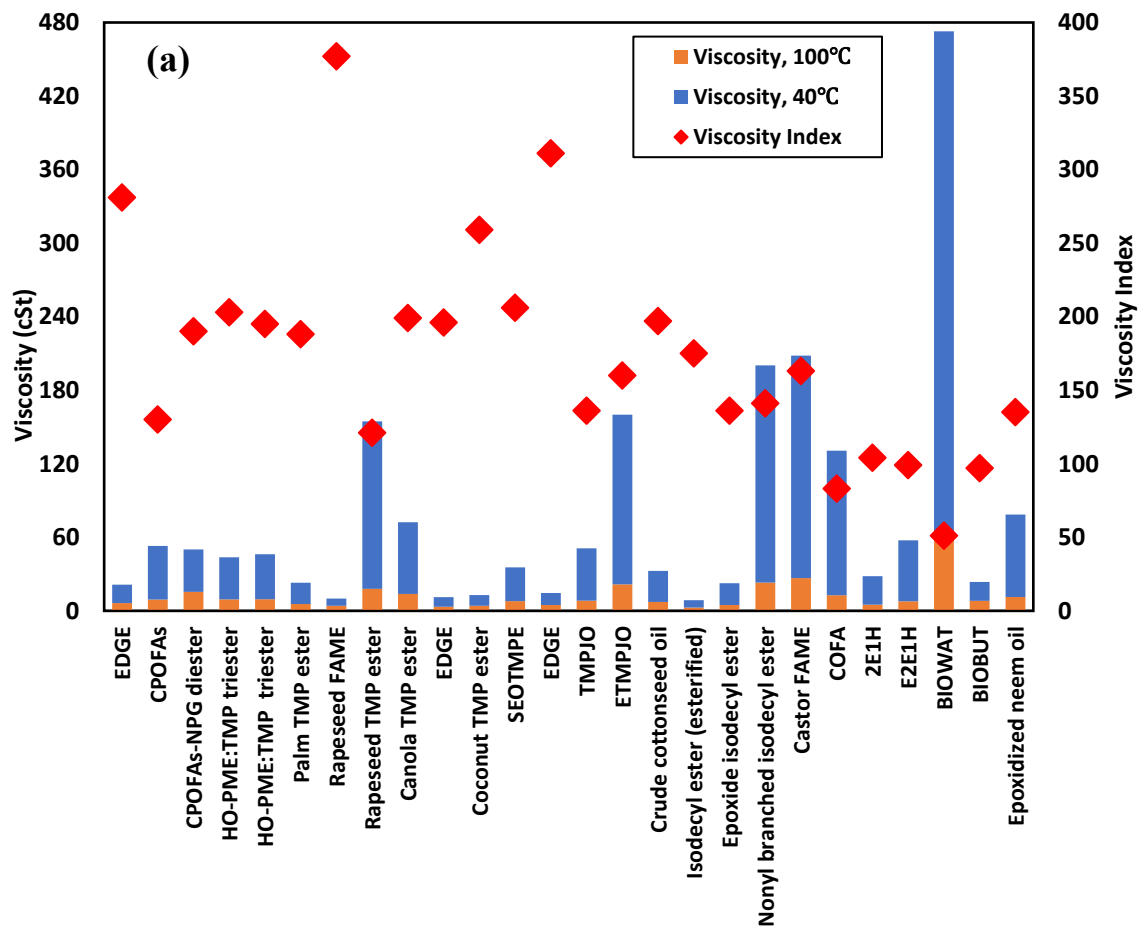 (a)
Viscosity, 100℃
Viscosity, 40℃
Viscosity Index
Viscosity (cSt)
480
420
360
300
240
180
120
60
0
Viscosity Index
400
350
300
250
200
150
100
50
0
EDGE
CPOFAs
CPOFAs-NPG diester
HO-PME:TMP triester
HO-PME:TMP  triester
Palm TMP ester
Rapeseed FAME
Rapeseed TMP ester
Canola TMP ester
EDGE
Coconut TMP ester
SEOTMPE
EDGE
TMPJO
ETMPJO
Crude cottonseed oil
Isodecyl ester (esterified)
Epoxide isodecyl ester
Nonyl branched isodecyl ester
Castor FAME
COFA
2E1H
E2E1H
BIOWAT
BIOBUT
Epoxidized neem oil